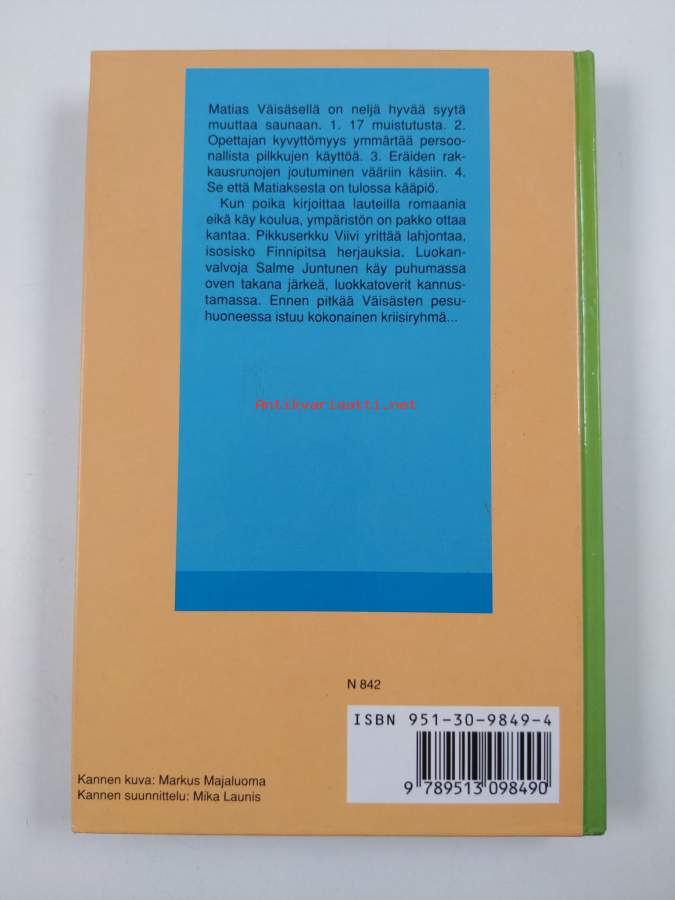 Matias Väisäsellä on neljä hyvää syytä
muuttaa saunaan. 1. 17 muistutusta. 2.
Opettajan kyvyttömyys ymmärtää persoo-
nallista pilkkujen käyttöä. 3. Eräiden rak-
kausrunojen joutuminen vääriin käsiin. 4.
Se että Matiaksesta on tulossa kääpiö.
Kun poika kirjoittaa lauteilla romaania
eikä käy koulua, ympäristön on pakko ottaa
kantaa. Pikkuserkku Viivi yrittää lahjontaa,
isosisko Finnipitsa herjauksia. Luokan-
valvoja Salme Juntunen käy puhumassa
oven takana järkeä, luokkatoverit kannus-
tamassa. Ennen pitkää Väisästen pesu-
huoneessa istuu kokonainen kriisiryhmä...
Antikvariaatti.net
N 842
ISBN 951-30-9849-4
9 789513 098490
Kannen kuva: Markus Majaluoma
Kannen suunnittelu: Mika Launis